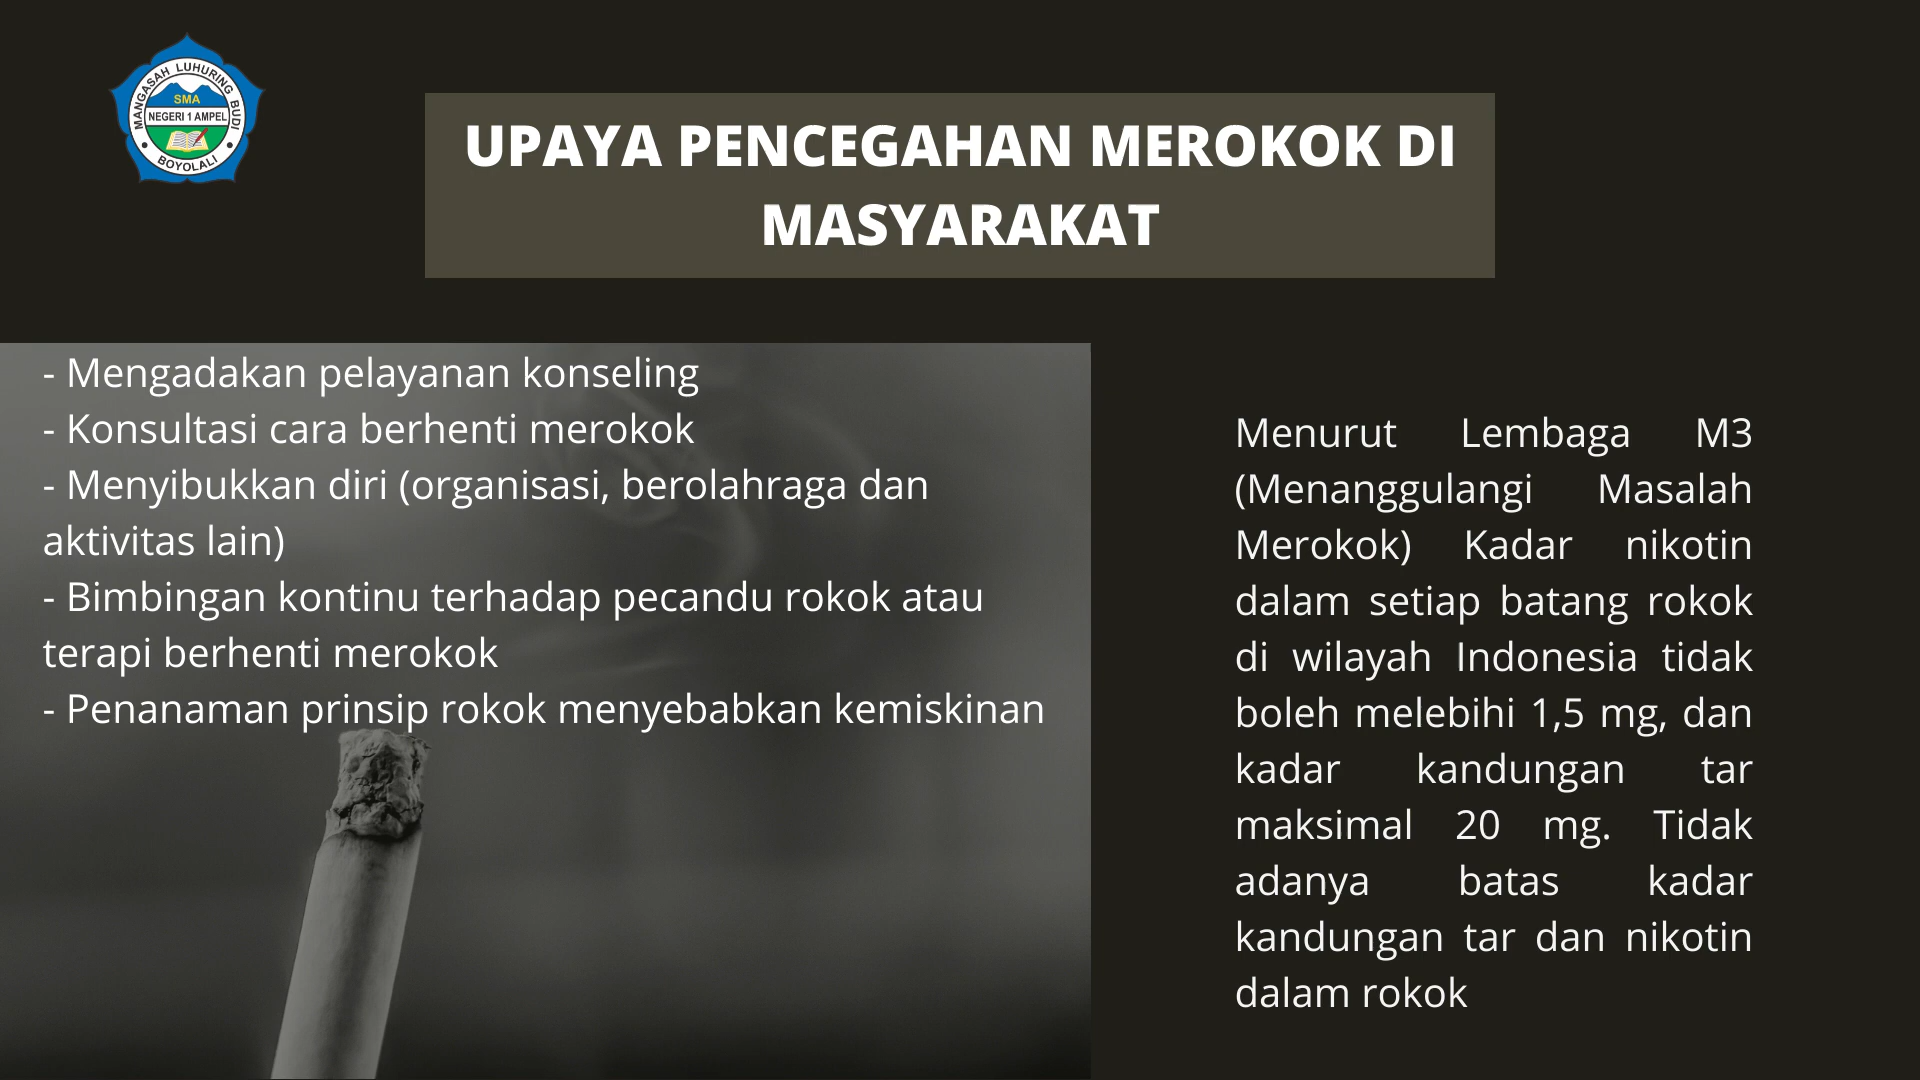 MANGASAH LUHURING BUDI
SMA
NEGERI 1 AMPEL
BOYOLALI
UPAYA PENCEGAHAN MEROKOK DI
MASYARAKAT
- Mengadakan pelayanan konseling
- Konsultasi cara berhenti merokok
- Menyibukkan diri (organisasi, berolahraga dan
aktivitas lain)
- Bimbingan kontinu terhadap pecandu rokok atau
terapi berhenti merokok
- Penanaman prinsip rokok menyebabkan kemiskinan
Menurut Lembaga M3
(Menanggulangi Masalah
Merokok) Kadar nikotin
dalam setiap batang rokok
di wilayah Indonesia tidak
boleh melebihi 1,5 mg, dan
kadar kandungan tar
maksimal 20 mg. Tidak
adanya batas kadar
kandungan tar dan nikotin
dalam rokok